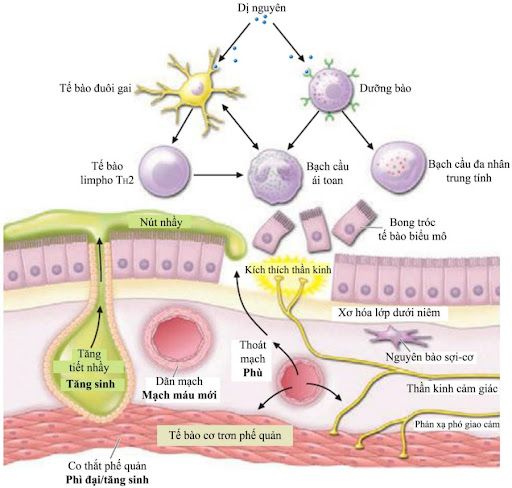 Dị nguyên
Tế bào đuôi gai
Dưỡng bào
Tế bào
limpho TH2
Bạch cầu
ái toan
Bạch cầu đa nhân
trung tính
Nút nhầy
Bong tróc
tế bào biểu mô
Kích thích thần kinh
Xơ hóa lớp dưới niêm
Tăng
tiết nhầy
Tăng sinh
Dãn mạch
Mạch máu mới
Thoát
mạch
Phù
Nguyên bào sợi-cơ
Thần kinh cảm giác
Phản xạ phó giao cảm
Tế bào cơ trơn phế quản
Co thắt phế quản
Phì đại/tăng sinh